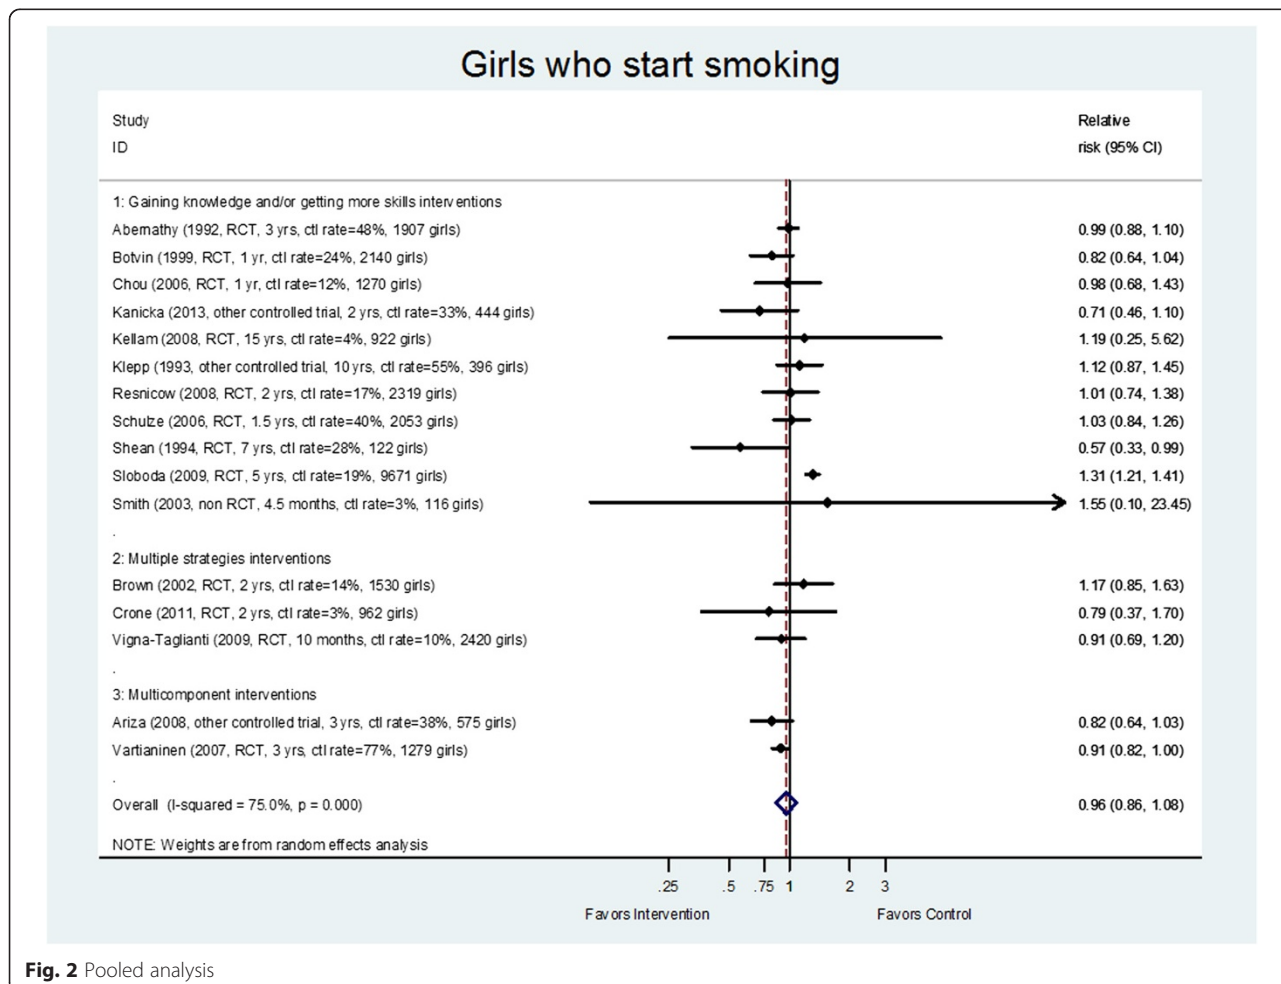 Girls who start smoking
Study Relative
ID risk (95% CI)
1: Gaining knowledge and/or getting more skills interventions
Abernathy (1992, RCT, 3 yrs, ctl rate=48%, 1907 girls) 0.99 (0.88, 1.10)
Botvin (1999, RCT, 1 yr, ctl rate=24%, 2140 girls) 0.82 (0.64, 1.04)
Chou (2006, RCT, 1 yr, ctl rate=12%, 1270 girls) 0.98 (0.68, 1.43)
Kanicka (2013, other controlled trial, 2 yrs, ctl rate=33%, 444 girls) 0.71 (0.46, 1.10)
Kellam (2008, RCT, 15 yrs, ctl rate=4%, 922 girls) 1.19 (0.25, 5.62)
Klepp (1993, other controlled trial, 10 yrs, ctl rate=55%, 396 girls) 1.12 (0.87, 1.45)
Resnicow (2008, RCT, 2 yrs, ctl rate=17%, 2319 girls) 1.01 (0.74, 1.38)
Schulze (2006, RCT, 1.5 yrs, ctl rate=40%, 2053 girls) 1.03 (0.84, 1.26)
Shean (1994, RCT, 7 yrs, ctl rate=28%, 122 girls) 0.57 (0.33, 0.99)
Sloboda (2009, RCT, 5 yrs, ctl rate=19%, 9671 girls) 1.31 (1.21, 1.41)
Smith (2003, non RCT, 4.5 months, ctl rate=3%, 116 girls) 1.55 (0.10, 23.45)
.
2: Multiple strategies interventions
Brown (2002, RCT, 2 yrs, ctl rate=14%, 1530 girls) 1.17 (0.85, 1.63)
Crone (2011, RCT, 2 yrs, ctl rate=3%, 962 girls) 0.79 (0.37, 1.70)
Vigna-Taglianti (2009, RCT, 10 months, ctl rate=10%, 2420 girls) 0.91 (0.69, 1.20)
.
3: Multicomponent interventions
Ariza (2008, other controlled trial, 3 yrs, ctl rate=38%, 575 girls) 0.82 (0.64, 1.03)
Vartianinen (2007, RCT, 3 yrs, ctl rate=77%, 1279 girls) 0.91 (0.82, 1.00)
.
Overall (I-squared = 75.0%, p = 0.000) 0.96 (0.86, 1.08)
NOTE: Weights are from random effects analysis
.25 .5 .75 1 2 3
Favors Intervention Favors Control
Fig. 2 Pooled analysis